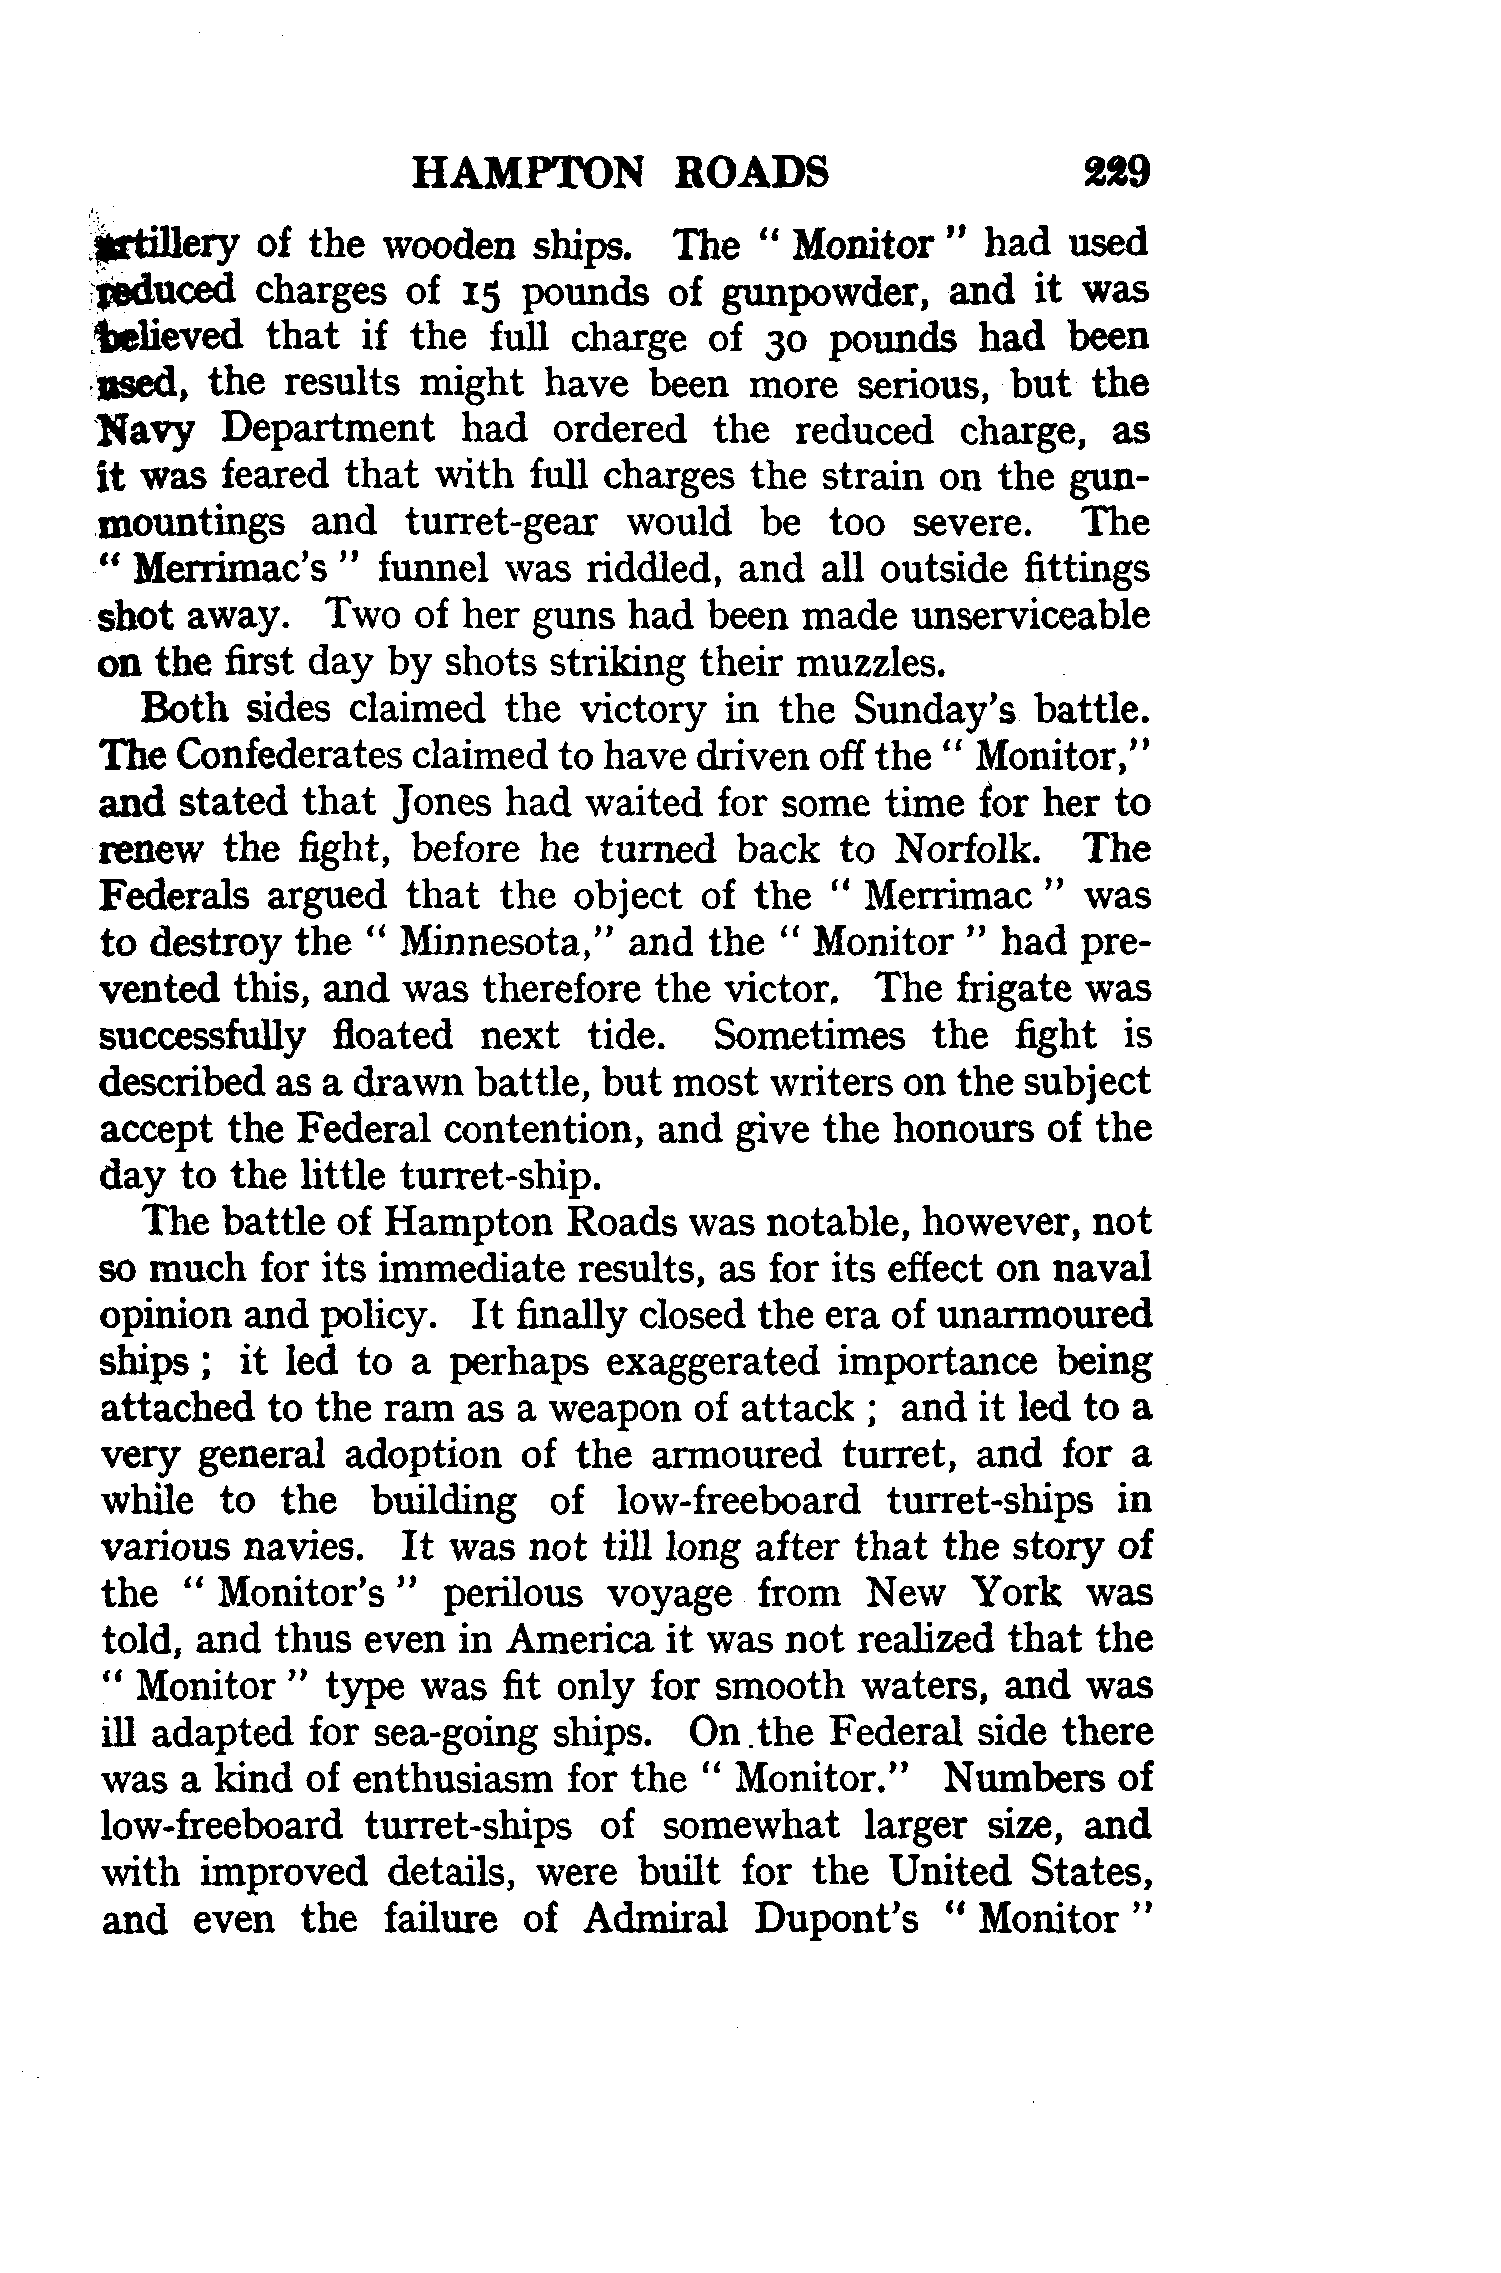 HAMPTON ROADS 229
artillery of the wooden ships. The “ Monitor ” had used
reduced charges of 15 pounds of gunpowder, and it was
believed that if the full charge of 30 pounds had been
used, the results might have been more serious, but the
Navy Department had ordered the reduced charge, as
it was feared that with full charges the strain on the gun-
mountings and turret-gear would be too severe. The
“ Merrimac's ” funnel was riddled, and all outside fittings
shot away. Two of her guns had been made unserviceable
on the first day by shots striking their muzzles.
Both sides claimed the victory in the Sunday's battle.
The Confederates claimed to have driven off the “ Monitor,”
and stated that Jones had waited for some time for her to
renew the fight, before he turned back to Norfolk. The
Federals argued that the object of the “ Merrimac ” was
to destroy the “ Minnesota,” and the “ Monitor ” had pre-
vented this, and was therefore the victor. The frigate was
successfully floated next tide. Sometimes the fight is
described as a drawn battle, but most writers on the subject
accept the Federal contention, and give the honours of the
day to the little turret-ship.
The battle of Hampton Roads was notable, however, not
so much for its immediate results, as for its effect on naval
opinion and policy. It finally closed the era of unarmoured
ships ; it led to a perhaps exaggerated importance being
attached to the ram as a weapon of attack ; and it led to a
very general adoption of the armoured turret, and for a
while to the building of low-freeboard turret-ships in
various navies. It was not till long after that the story of
the “ Monitor's ” perilous voyage from New York was
told, and thus even in America it was not realized that the
“ Monitor ” type was fit only for smooth waters, and was
ill adapted for sea-going ships. On the Federal side there
was a kind of enthusiasm for the “ Monitor.” Numbers of
low-freeboard turret-ships of somewhat larger size, and
with improved details, were built for the United States,
and even the failure of Admiral Dupont's “ Monitor ”